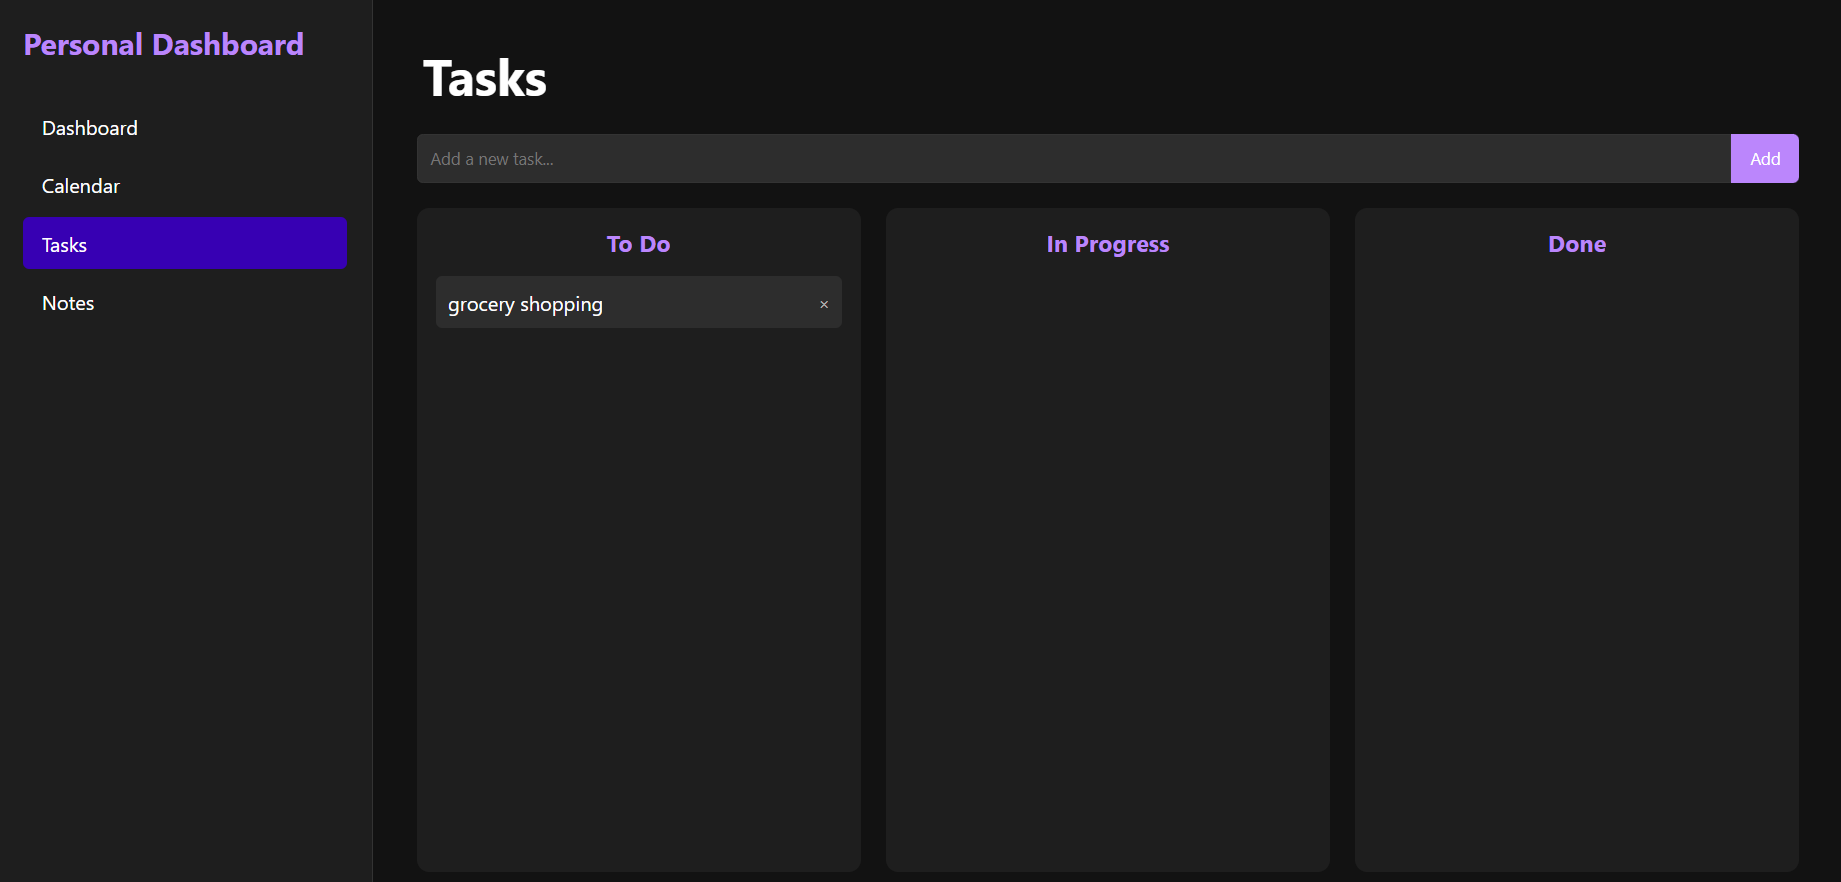 Personal Dashboard
Dashboard
Calendar
Tasks
Notes
Tasks
Add a new task...
Add
To Do
grocery shopping
×
In Progress
Done